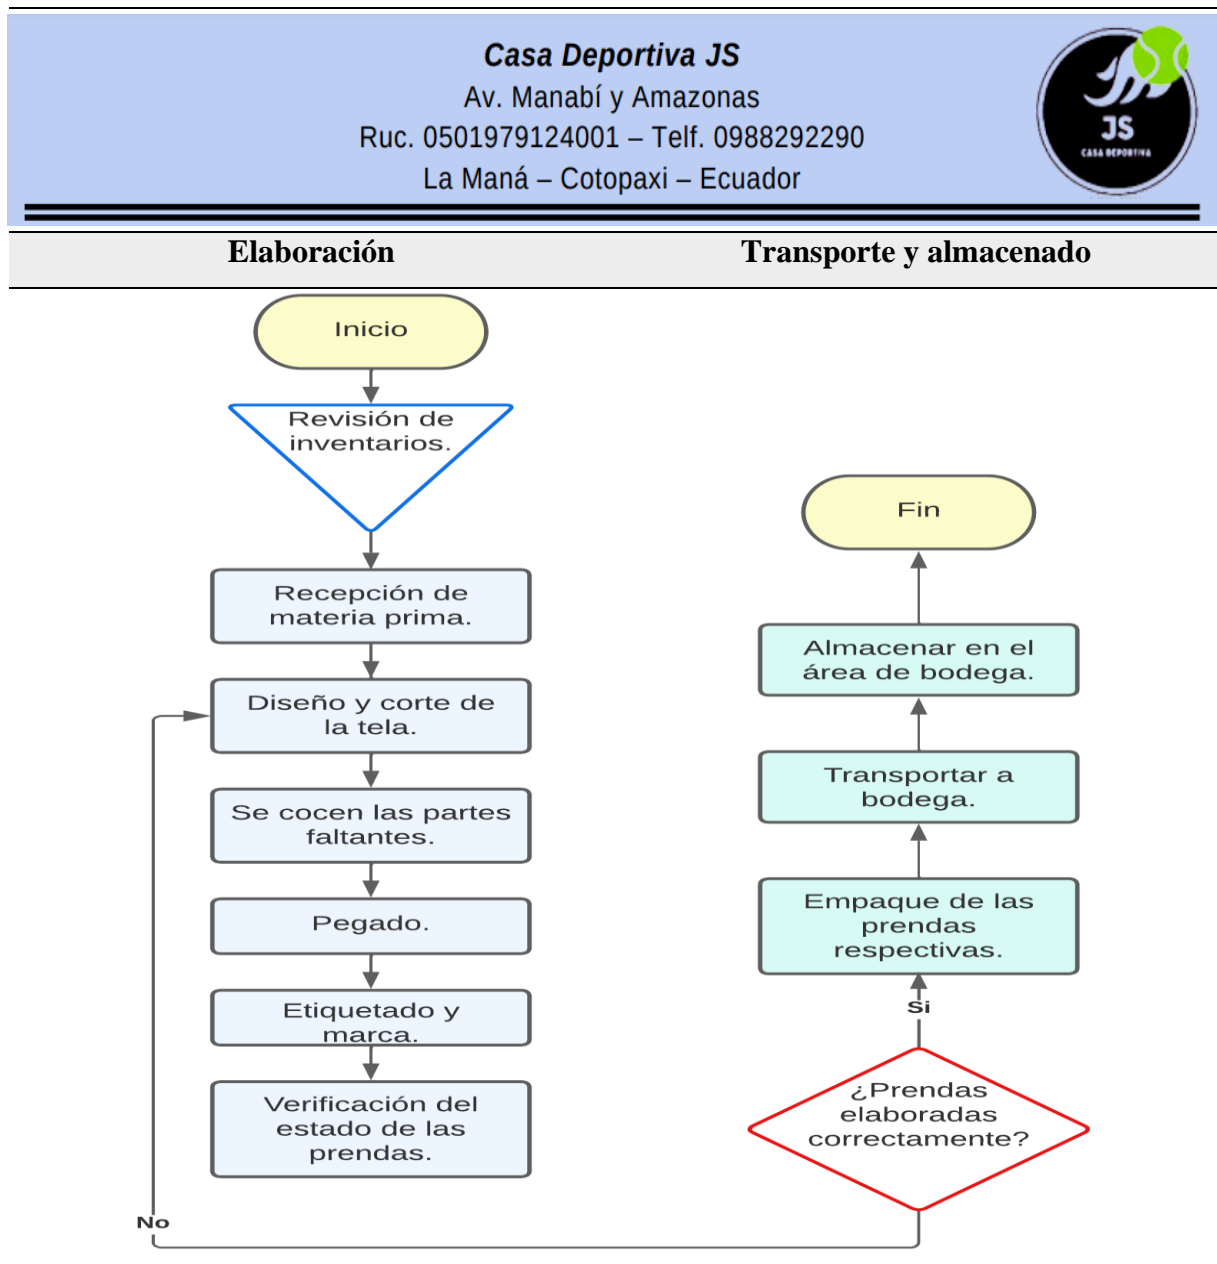 Casa Deportiva JS
Av. Manabí y Amazonas
Ruc. 0501979124001 – Telf. 0988292290
La Maná – Cotopaxi – Ecuador
JS
CASA DEPORTIVA
Elaboración
Transporte y almacenado
Inicio
Revisión de
inventarios.
Recepción de
materia prima.
Diseño y corte de
la tela.
Se cocen las partes
faltantes.
Pegado.
Etiquetado y
marca.
Verificación del
estado de las
prendas.
No
Fin
Almacenar en el
área de bodega.
Transportar a
bodega.
Empaque de las
prendas
respectivas.
Si
¿Prendas
elaboradas
correctamente?